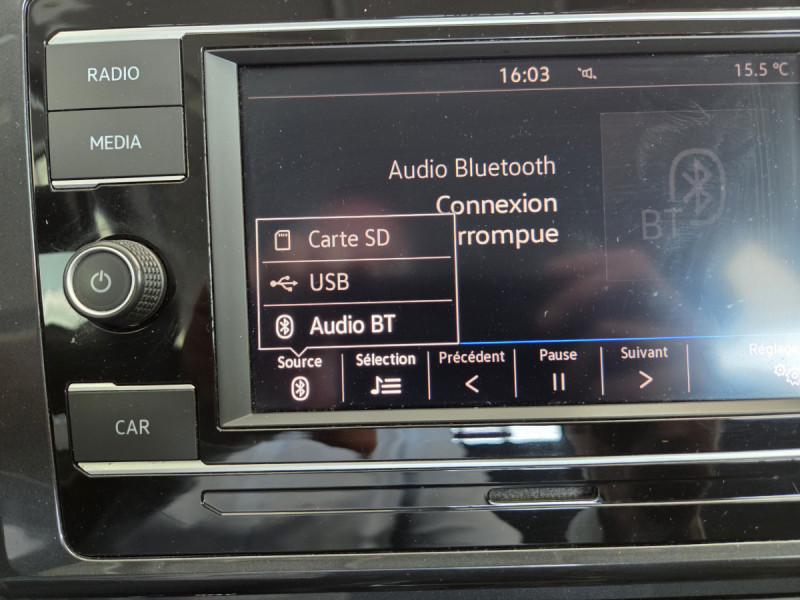 RADIO
MEDIA
CAR
16:03
15.5 °C
Audio Bluetooth
Connexion
rrompue
BT
Carte SD
USB
Audio BT
Source
Sélection
Précédent
Pause
Suivant